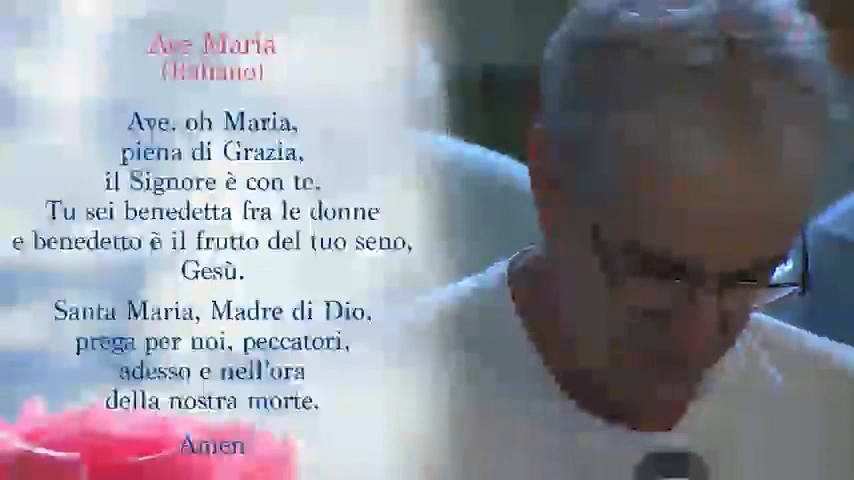 Ave Maria
(Italiano)
Ave, oh Maria,
piena di Grazia,
il Signore è con te.
Tu sei benedetta fra le donne
e benedetto è il frutto del tuo seno,
Gesù.
Santa Maria, Madre di Dio,
prega per noi, peccatori,
adesso e nell'ora
della nostra morte.
Amen